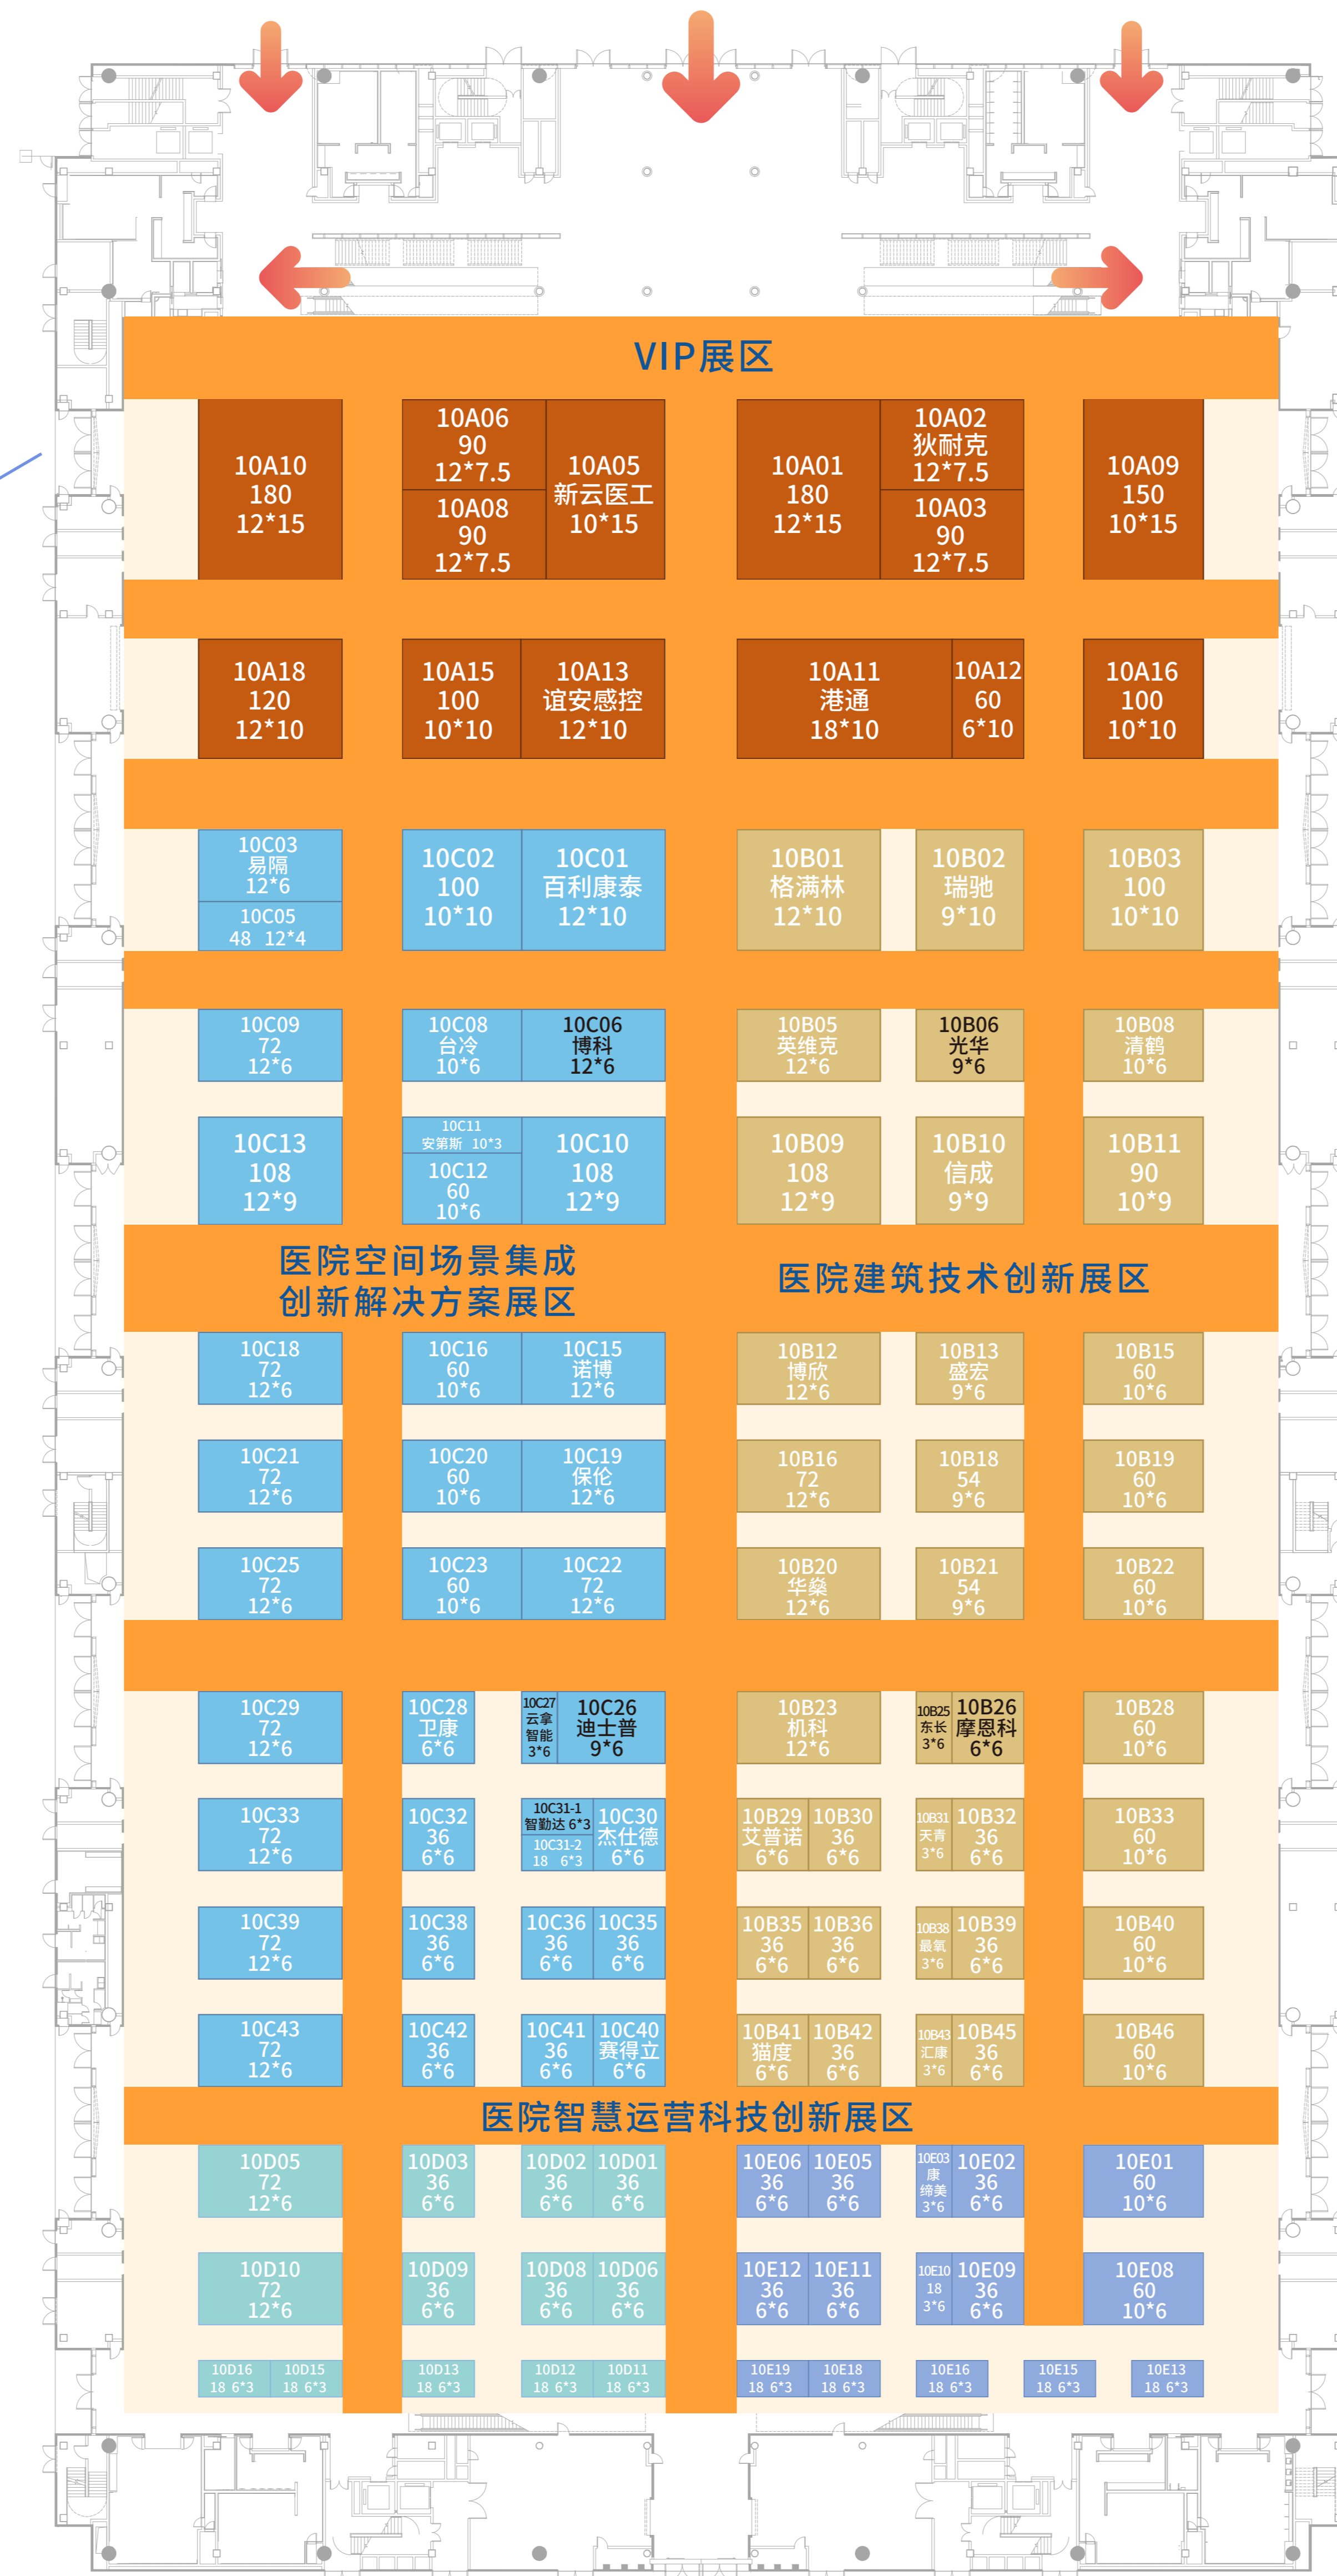 VIP展区
10A10
180
12*15
10A06
90
12*7.5
10A08
90
12*7.5
10A05
新云医工
10*15
10A01
180
12*15
10A02
狄耐克
12*7.5
10A03
90
12*7.5
10A09
150
10*15
10A18
120
12*10
10A15
100
10*10
10A13
谊安感控
12*10
10A11
港通
18*10
10A12
60
6*10
10A16
100
10*10
10C03
易隔
12*6
10C05
48 12*4
10C02
100
10*10
10C01
百利康泰
12*10
10B01
格满林
12*10
10B02
瑞驰
9*10
10B03
100
10*10
10C09
72
12*6
10C08
台冷
10*6
10C06
博科
12*6
10B05
英维克
12*6
10B06
光华
9*6
10B08
清鹤
10*6
10C13
108
12*9
10C11
安第斯 10*3
10C12
60
10*6
10C10
108
12*9
10B09
108
12*9
10B10
信成
9*9
10B11
90
10*9
医院空间场景集成
创新解决方案展区
医院建筑技术创新展区
10C18
72
12*6
10C16
60
10*6
10C15
诺博
12*6
10B12
博欣
12*6
10B13
盛宏
9*6
10B15
60
10*6
10C21
72
12*6
10C20
60
10*6
10C19
保伦
12*6
10B16
72
12*6
10B18
54
9*6
10B19
60
10*6
10C25
72
12*6
10C23
60
10*6
10C22
72
12*6
10B20
华燊
12*6
10B21
54
9*6
10B22
60
10*6
10C29
72
12*6
10C28
卫康
6*6
10C27
云拿
智能
3*6
10C26
迪士普
9*6
10B23
机科
12*6
10B25
东长
3*6
10B26
摩恩科
6*6
10B28
60
10*6
10C33
72
12*6
10C32
36
6*6
10C31-1
智勤达 6*3
10C31-2
18 6*3
10C30
杰仕德
6*6
10B29
艾普诺
6*6
10B30
36
6*6
10B31
天青
3*6
10B32
36
6*6
10B33
60
10*6
10C39
72
12*6
10C38
36
6*6
10C36
36
6*6
10C35
36
6*6
10B35
36
6*6
10B36
36
6*6
10B38
最氧
3*6
10B39
36
6*6
10B40
60
10*6
10C43
72
12*6
10C42
36
6*6
10C41
36
6*6
10C40
赛得立
6*6
10B41
猫度
6*6
10B42
36
6*6
10B43
汇康
3*6
10B45
36
6*6
10B46
60
10*6
医院智慧运营科技创新展区
10D05
72
12*6
10D03
36
6*6
10D02
36
6*6
10D01
36
6*6
10E06
36
6*6
10E05
36
6*6
10E03
康
缔美
3*6
10E02
36
6*6
10E01
60
10*6
10D10
72
12*6
10D09
36
6*6
10D08
36
6*6
10D06
36
6*6
10E12
36
6*6
10E11
36
6*6
10E10
18
3*6
10E09
36
6*6
10E08
60
10*6
10D16
18 6*3
10D15
18 6*3
10D13
18 6*3
10D12
18 6*3
10D11
18 6*3
10E19
18 6*3
10E18
18 6*3
10E16
18 6*3
10E15
18 6*3
10E13
18 6*3